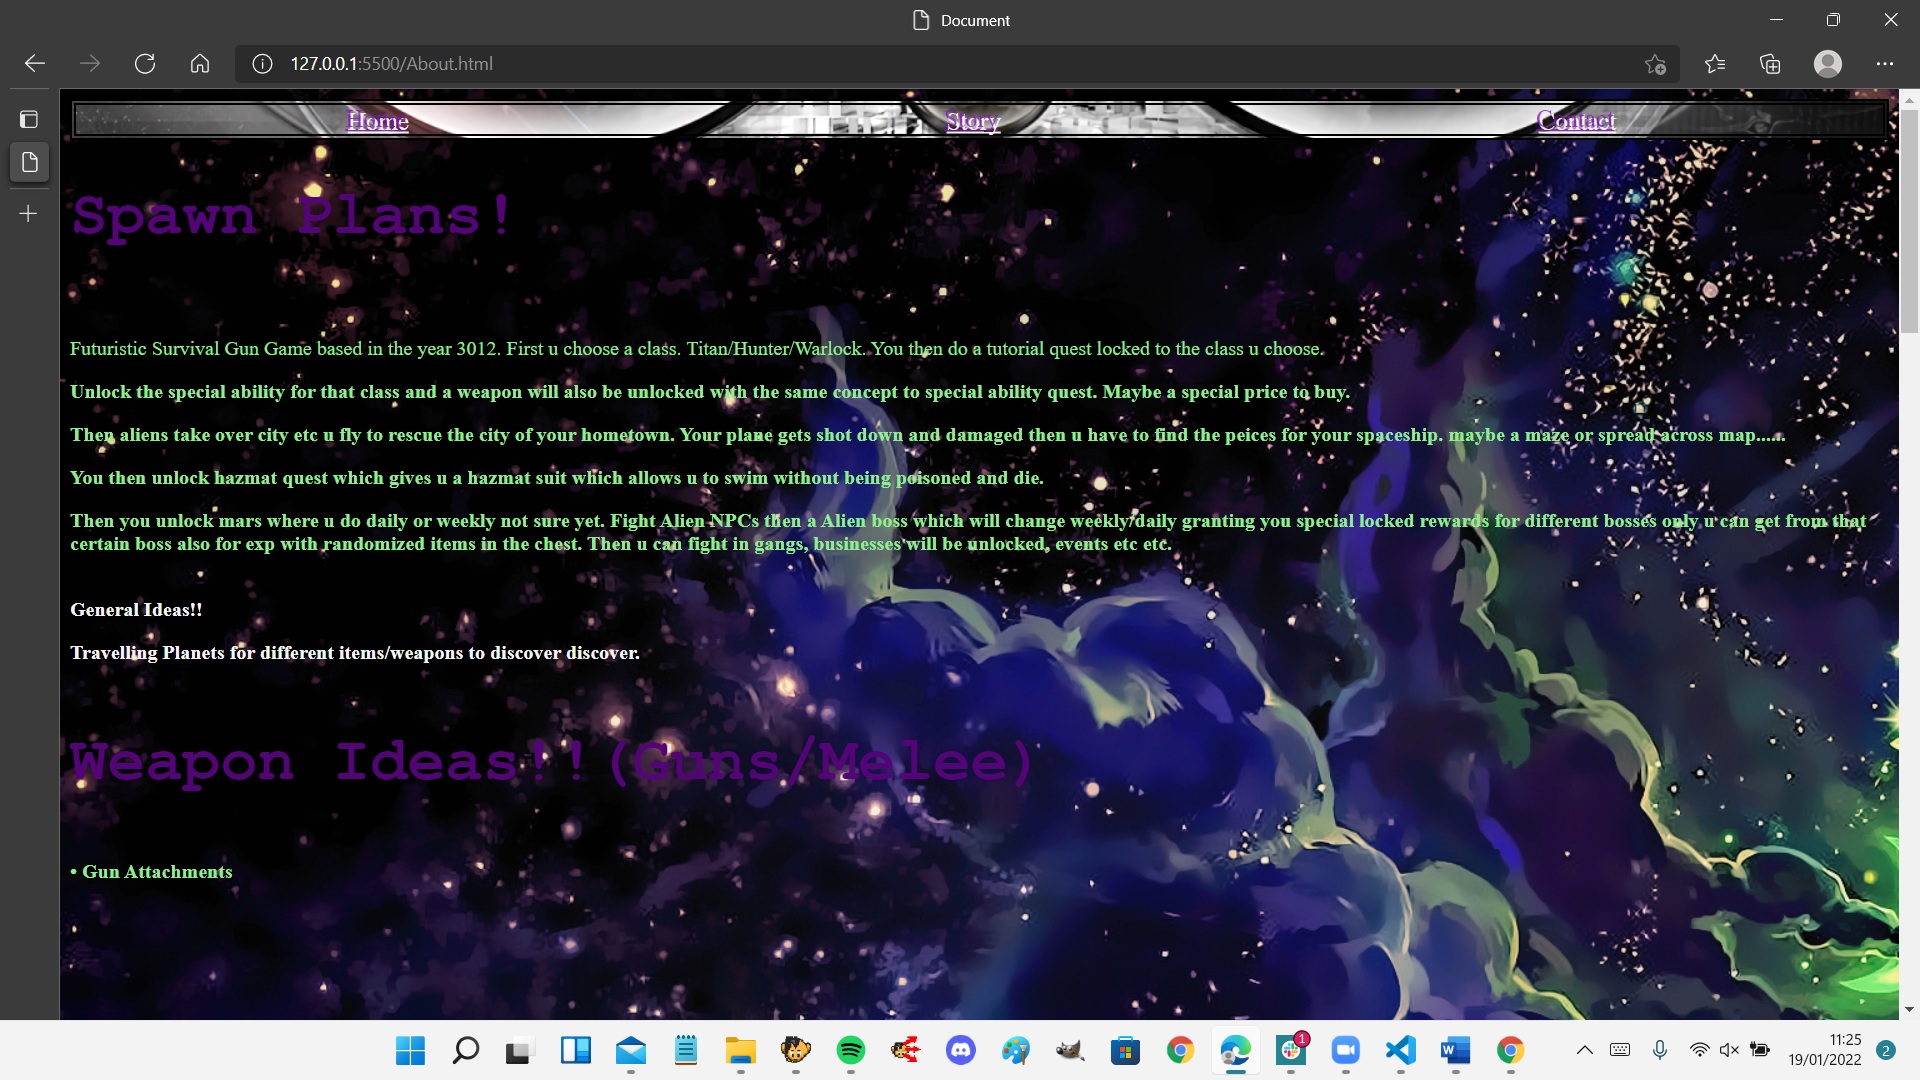 Document
127.0.0.1:5500/About.html
Home Story Contact
Spawn Plans!
Futuristic Survival Gun Game based in the year 3012. First u choose a class. Titan/Hunter/Warlock. You then do a tutorial quest locked to the class u choose.
Unlock the special ability for that class and a weapon will also be unlocked with the same concept to special ability quest. Maybe a special price to buy.
Then aliens take over city etc u fly to rescue the city of your hometown. Your plane gets shot down and damaged then u have to find the peices for your spaceship. maybe a maze or spread across map......
You then unlock hazmat quest which gives u a hazmat suit which allows u to swim without being poisoned and die.
Then you unlock mars where u do daily or weekly not sure yet. Fight Alien NPCs then a Alien boss which will change weekly/daily granting you special locked rewards for different bosses only u can get from that
certain boss also for exp with randomized items in the chest. Then u can fight in gangs, businesses will be unlocked, events etc etc.
General Ideas!!
Travelling Planets for different items/weapons to discover discover.
Weapon Ideas!!(Guns/Melee)
• Gun Attachments
1
11:25
19/01/2022
2